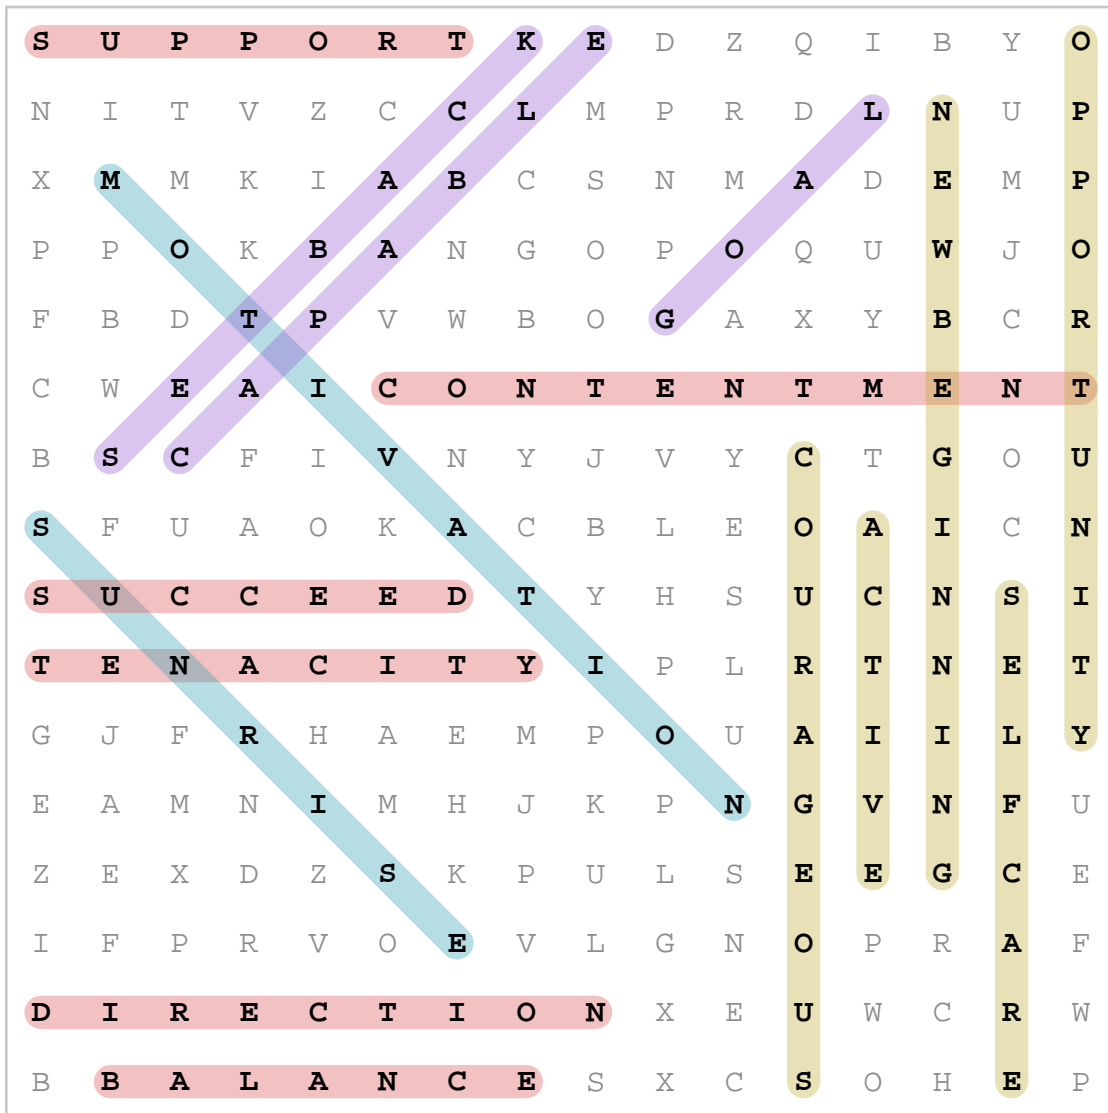 S U P P O R T K E D Z Q I B Y O
N I T V Z C C L M P R D L N U P
X M M K I A B C S N M A D E M P
P P O K B A N G O P O Q U W J O
F B D T P V W B O G A X Y B C R
C W E A I C O N T E N T M E N T
B S C F I V N Y J V Y C T G O U
S F U A O K A C B L E O A I C N
S U C C E E D T Y H S U C N S I
T E N A C I T Y I P L R T N E T
G J F R H A E M P O U A I I L Y
E A M N I M H J K P N G V N F U
Z E X D Z S K P U L S E E G C E
I F P R V O E V L G N O P R A F
D I R E C T I O N X E U W C R W
B B A L A N C E S X C S O H E P